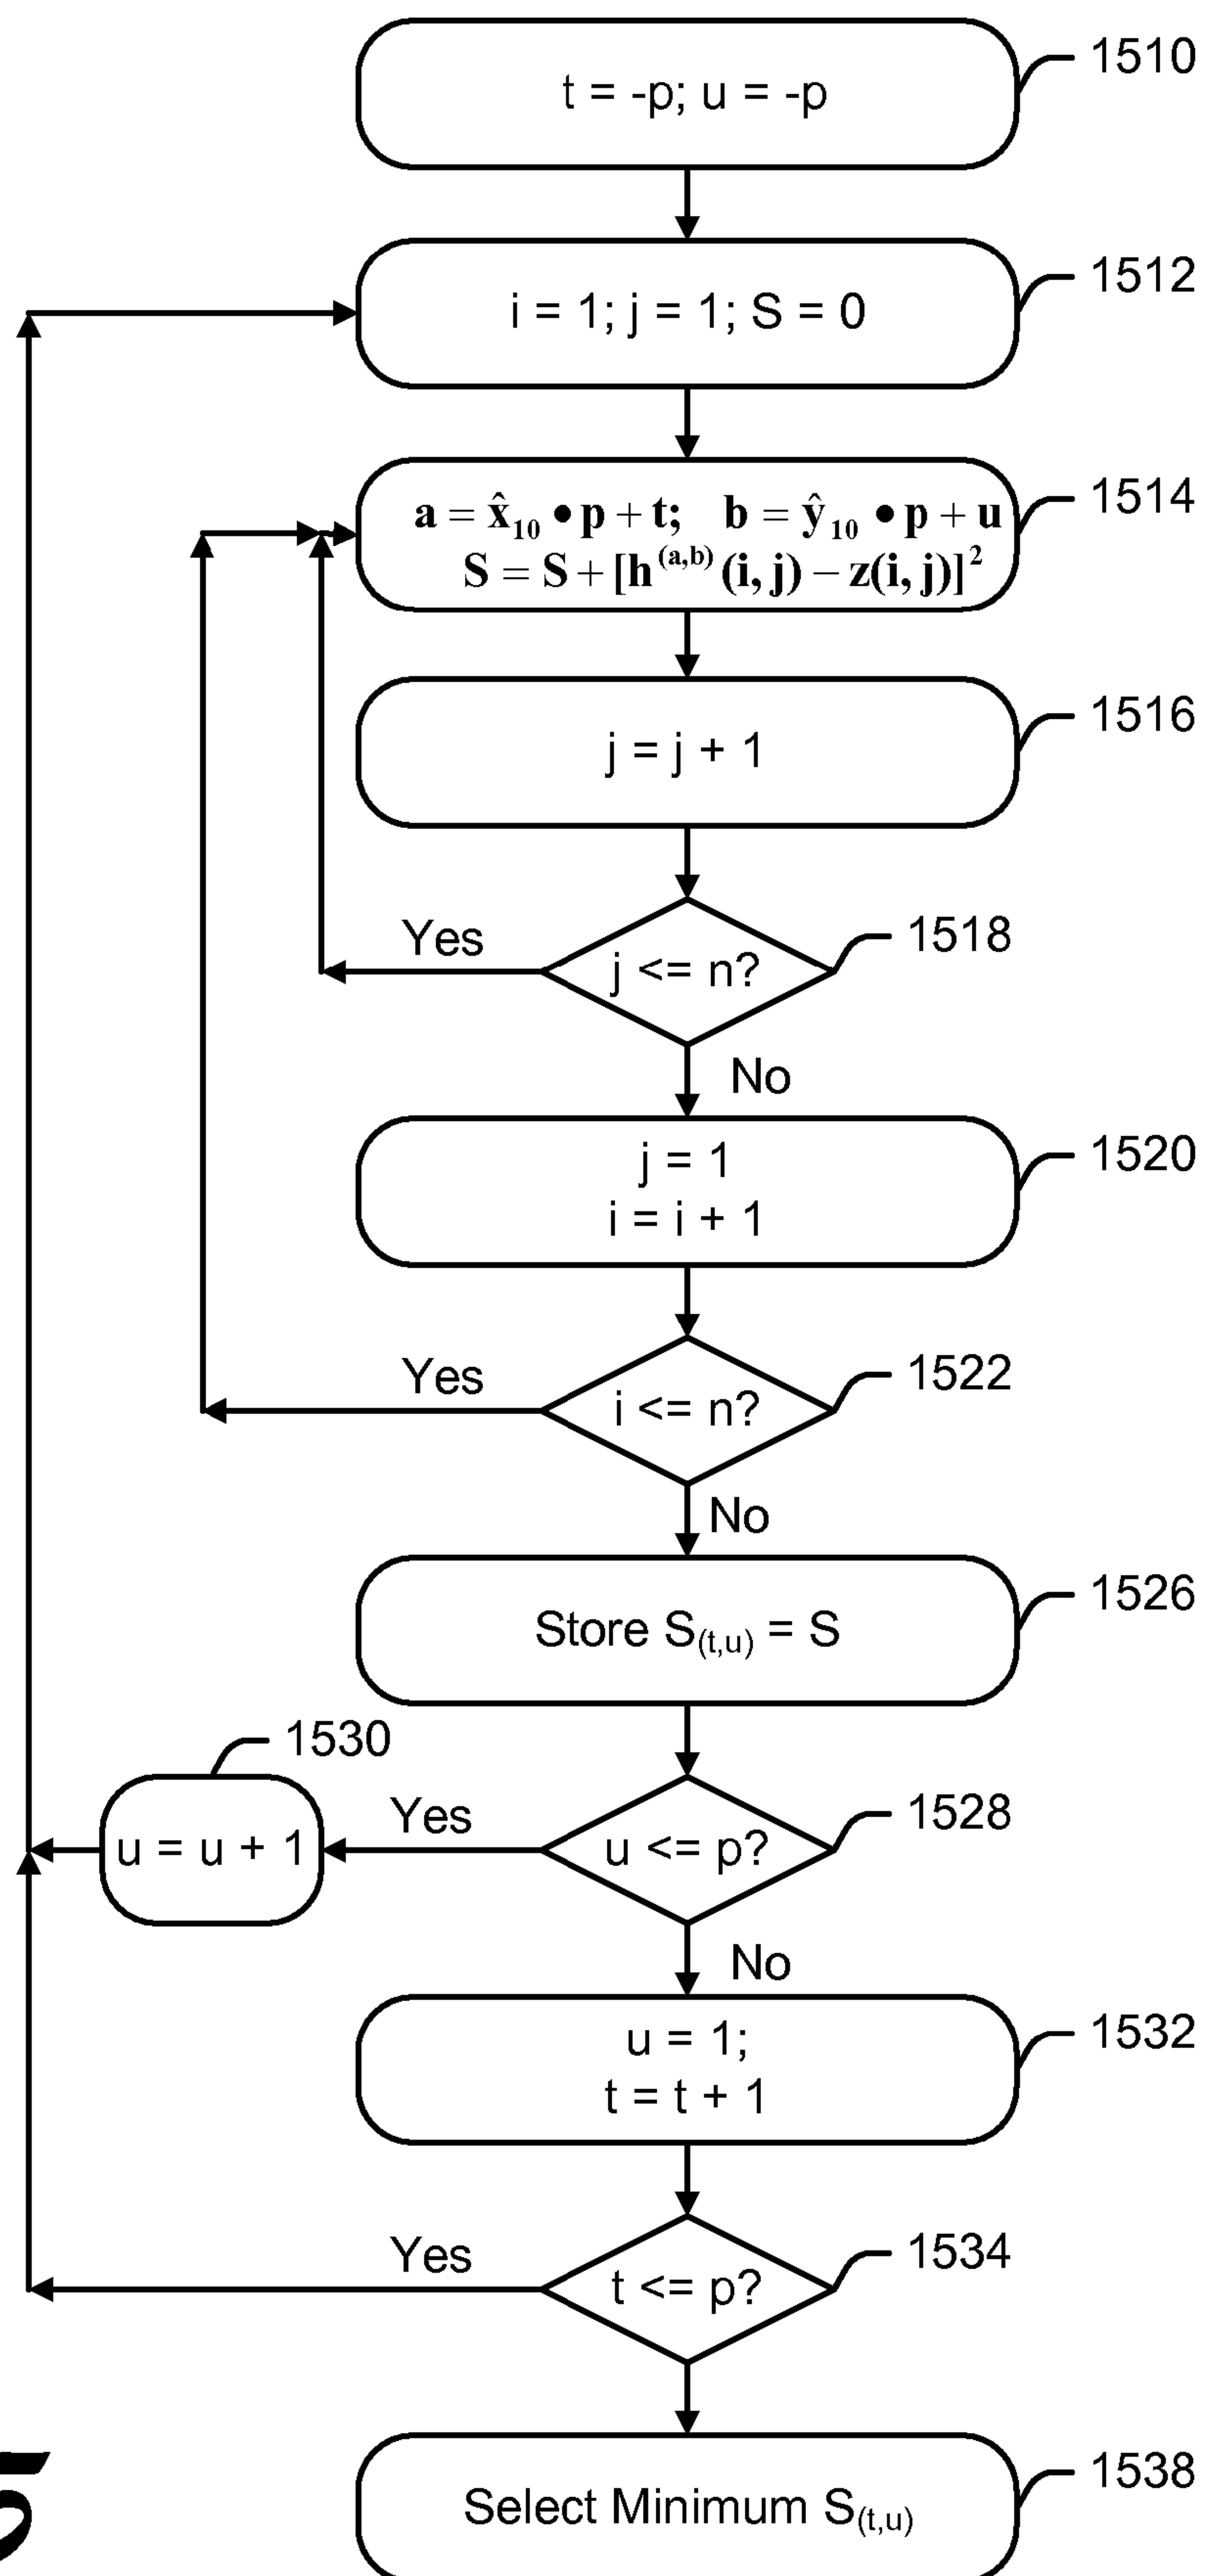 t = -p; u = -p
1510
i = 1; j = 1; S = 0
1512
a = x̂₁₀ • p + t; b = ŷ₁₀ • p + u
S = S + [h⁽ᵃ,ᵇ⁾ (i, j) − z(i, j)]²
1514
j = j + 1
1516
Yes
j <= n?
1518
No
j = 1
i = i + 1
1520
Yes
i <= n?
1522
No
Store S(t,u) = S
1526
1530
u = u + 1
Yes
u <= p?
1528
No
u = 1;
t = t + 1
1532
Yes
t <= p?
1534
Select Minimum S(t,u)
1538